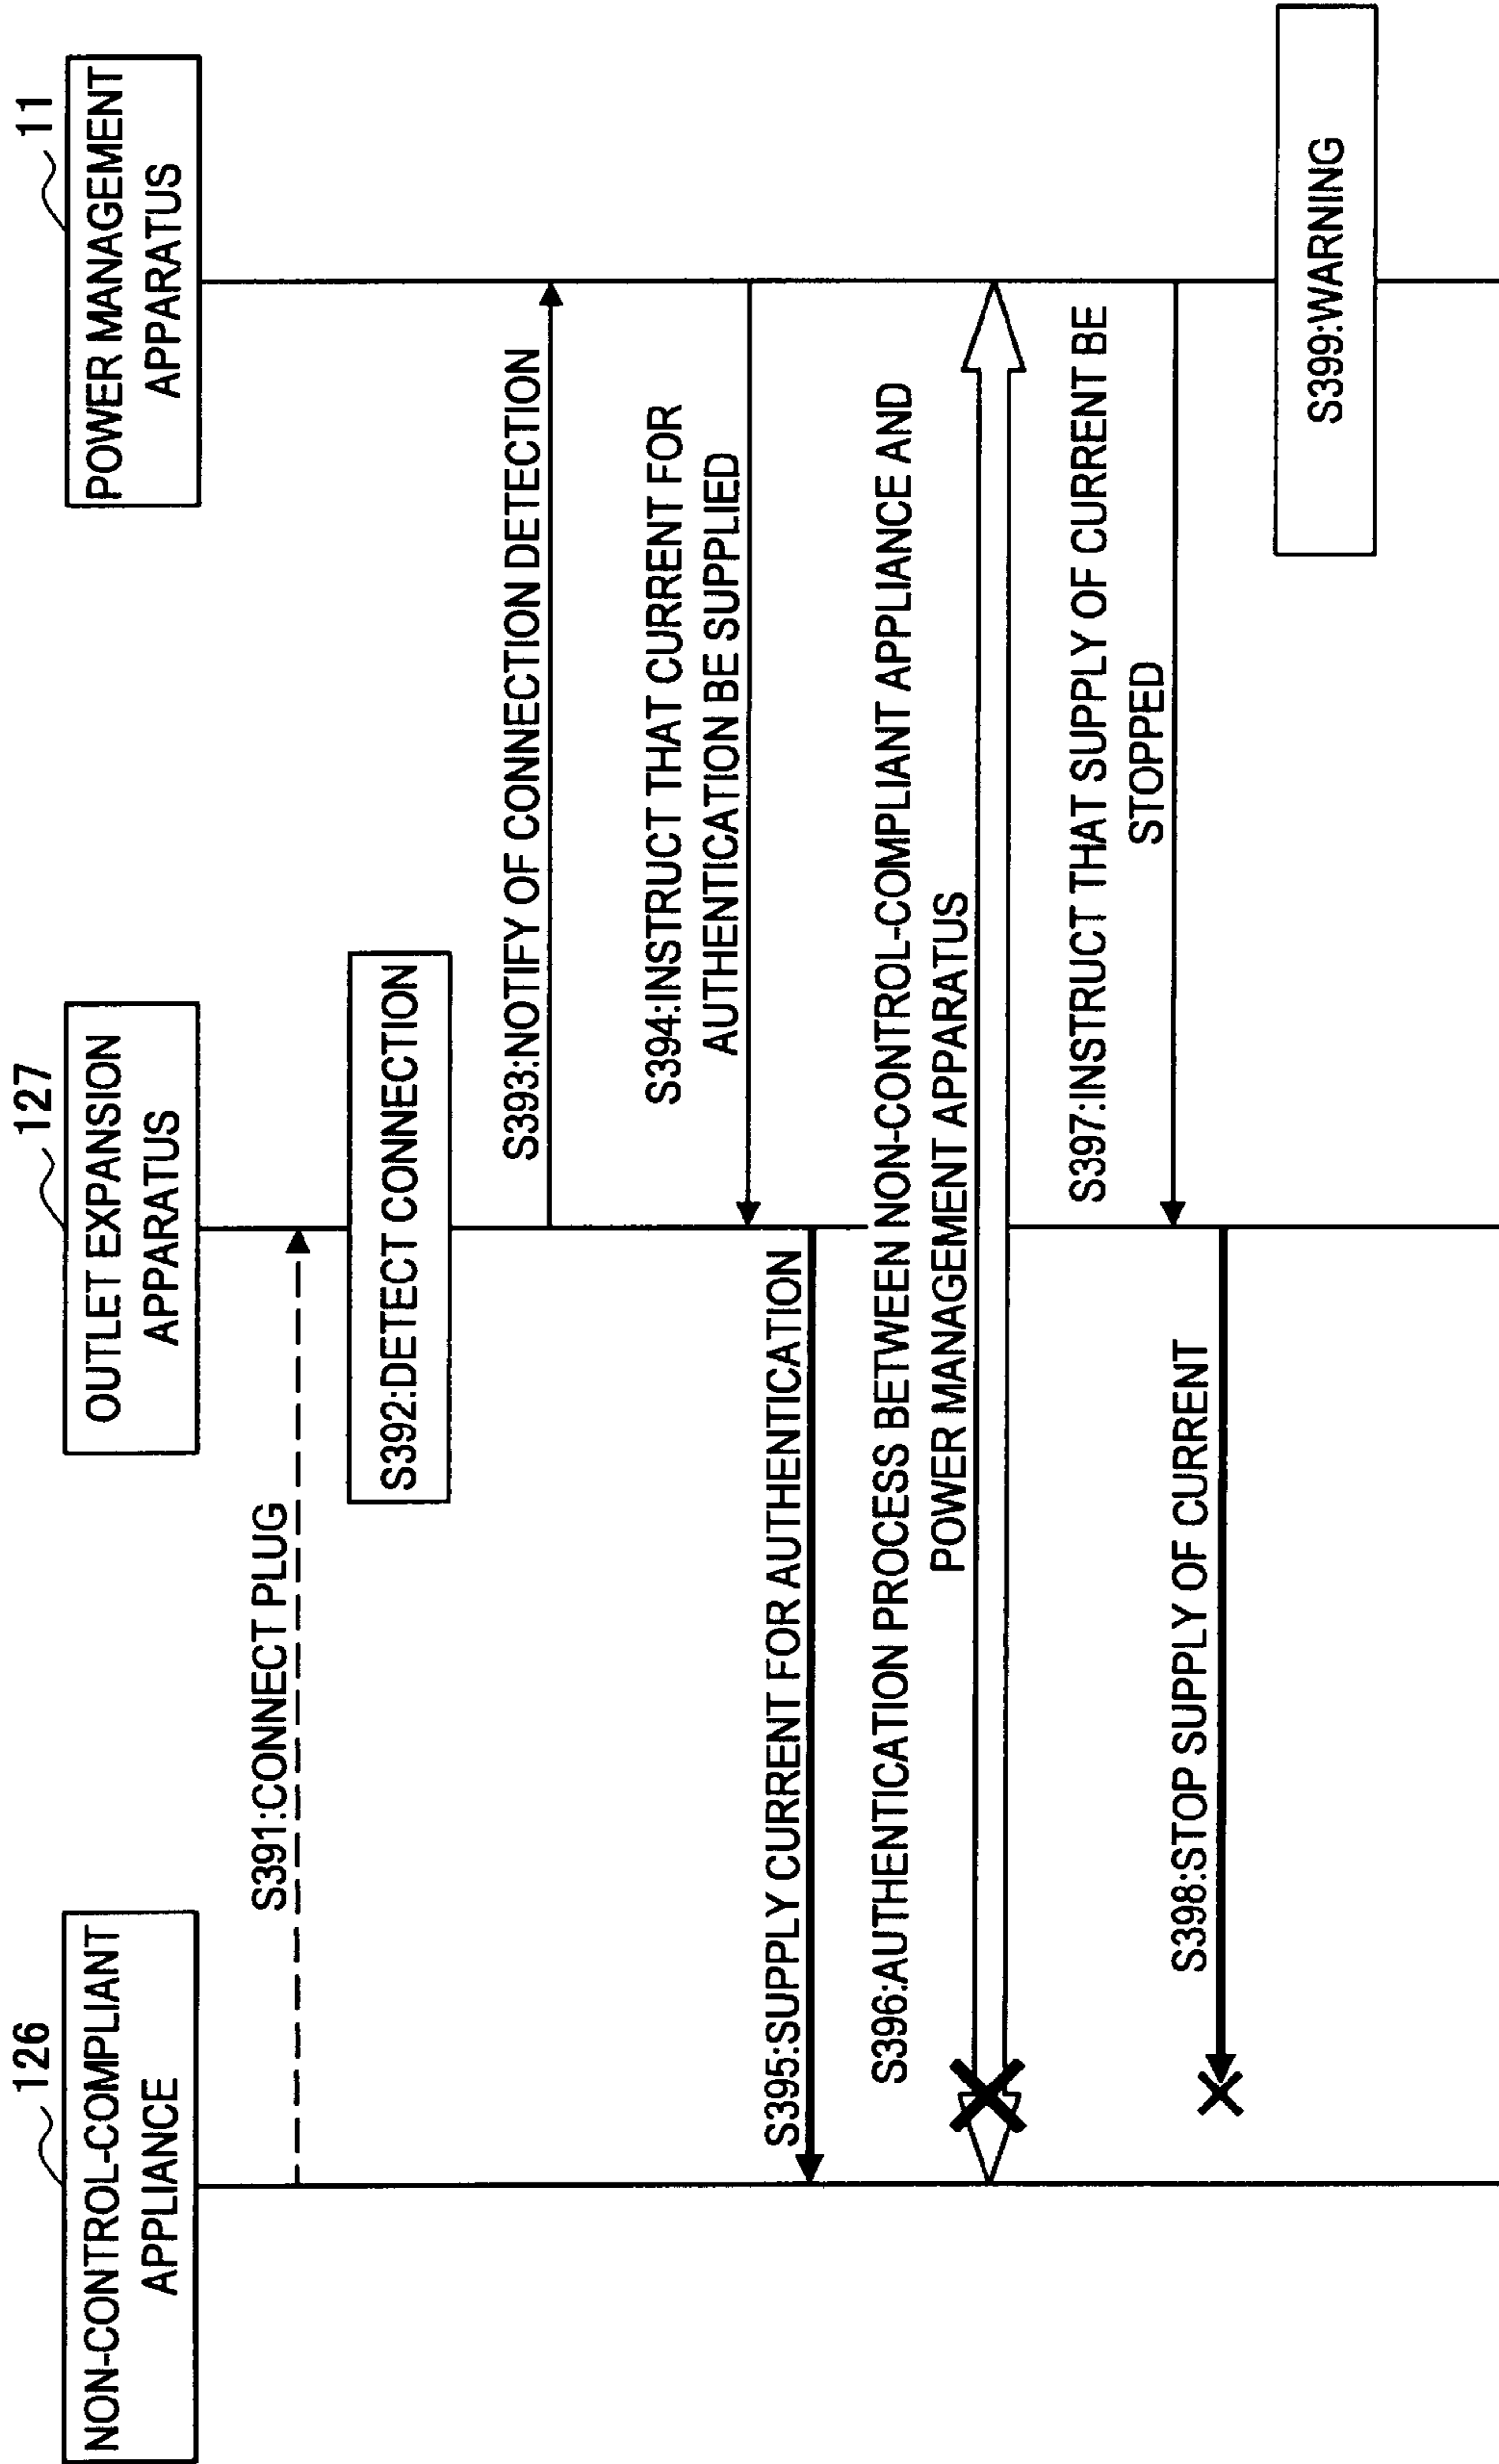 126
NON-CONTROL-COMPLIANT
APPLIANCE
127
OUTLET EXPANSION
APPARATUS
11
POWER MANAGEMENT
APPARATUS
S391:CONNECT PLUG
S392:DETECT CONNECTION
S393:NOTIFY OF CONNECTION DETECTION
S394:INSTRUCT THAT CURRENT FOR
AUTHENTICATION BE SUPPLIED
S395:SUPPLY CURRENT FOR AUTHENTICATION
S396:AUTHENTICATION PROCESS BETWEEN NON-CONTROL-COMPLIANT APPLIANCE AND
POWER MANAGEMENT APPARATUS
S397:INSTRUCT THAT SUPPLY OF CURRENT BE
STOPPED
S398:STOP SUPPLY OF CURRENT
S399:WARNING